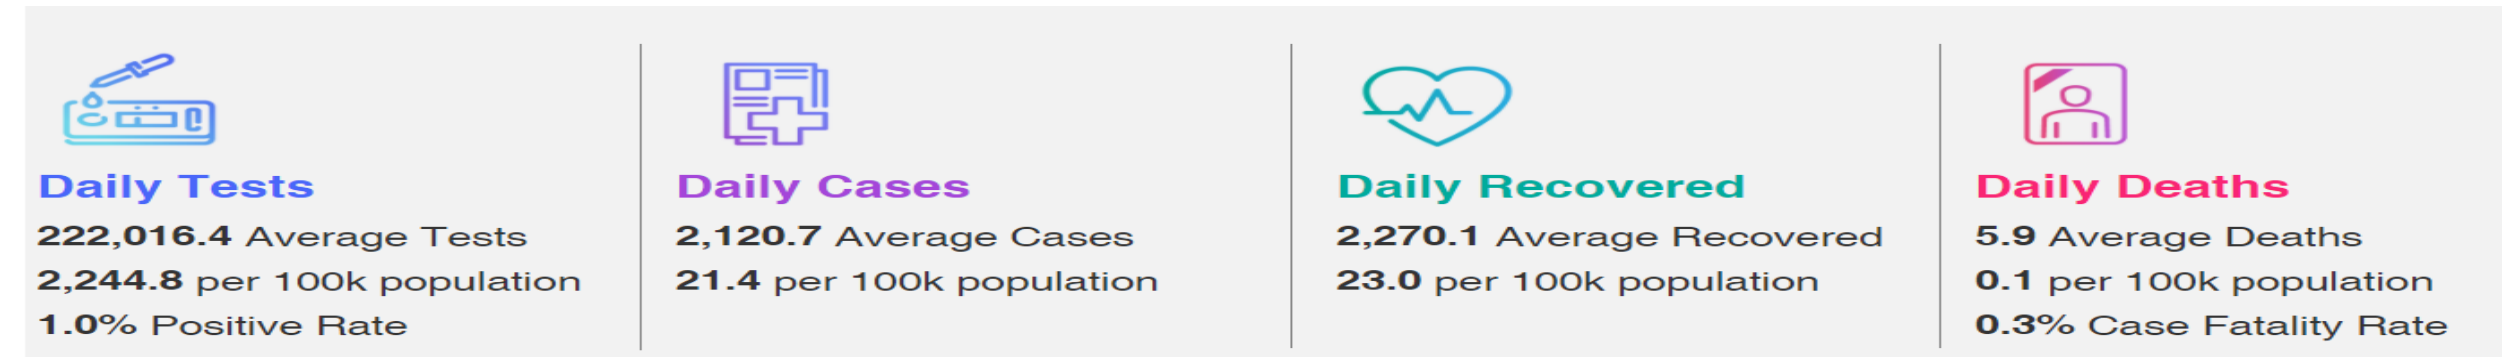 Daily Tests
222,016.4 Average Tests
2,244.8 per 100k population
1.0% Positive Rate
Daily Cases
2,120.7 Average Cases
21.4 per 100k population
Daily Recovered
2,270.1 Average Recovered
23.0 per 100k population
Daily Deaths
5.9 Average Deaths
0.1 per 100k population
0.3% Case Fatality Rate